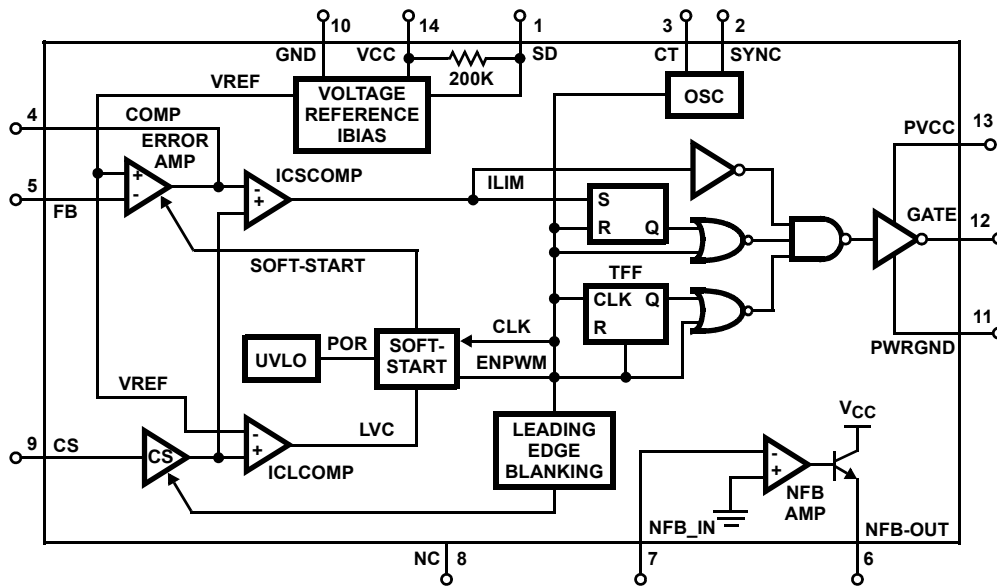 10
14
1
3
2
GND
VCC
SD
CT
SYNC
200K
VREF
VOLTAGE
REFERENCE
IBIAS
OSC
4
COMP
13
PVCC
ERROR
AMP
+
-
5
FB
ICSCOMP
-
+
ILIM
S
R
Q
GATE
12
SOFT-START
TFF
CLK
Q
R
11
PWRGND
UVLO
POR
SOFT-
START
CLK
ENPWM
VREF
9
CS
CS
-
+
ICLCOMP
LVC
LEADING
EDGE
BLANKING
VCC
-
+
NFB
AMP
NFB_IN
NFB-OUT
NC
8
7
6